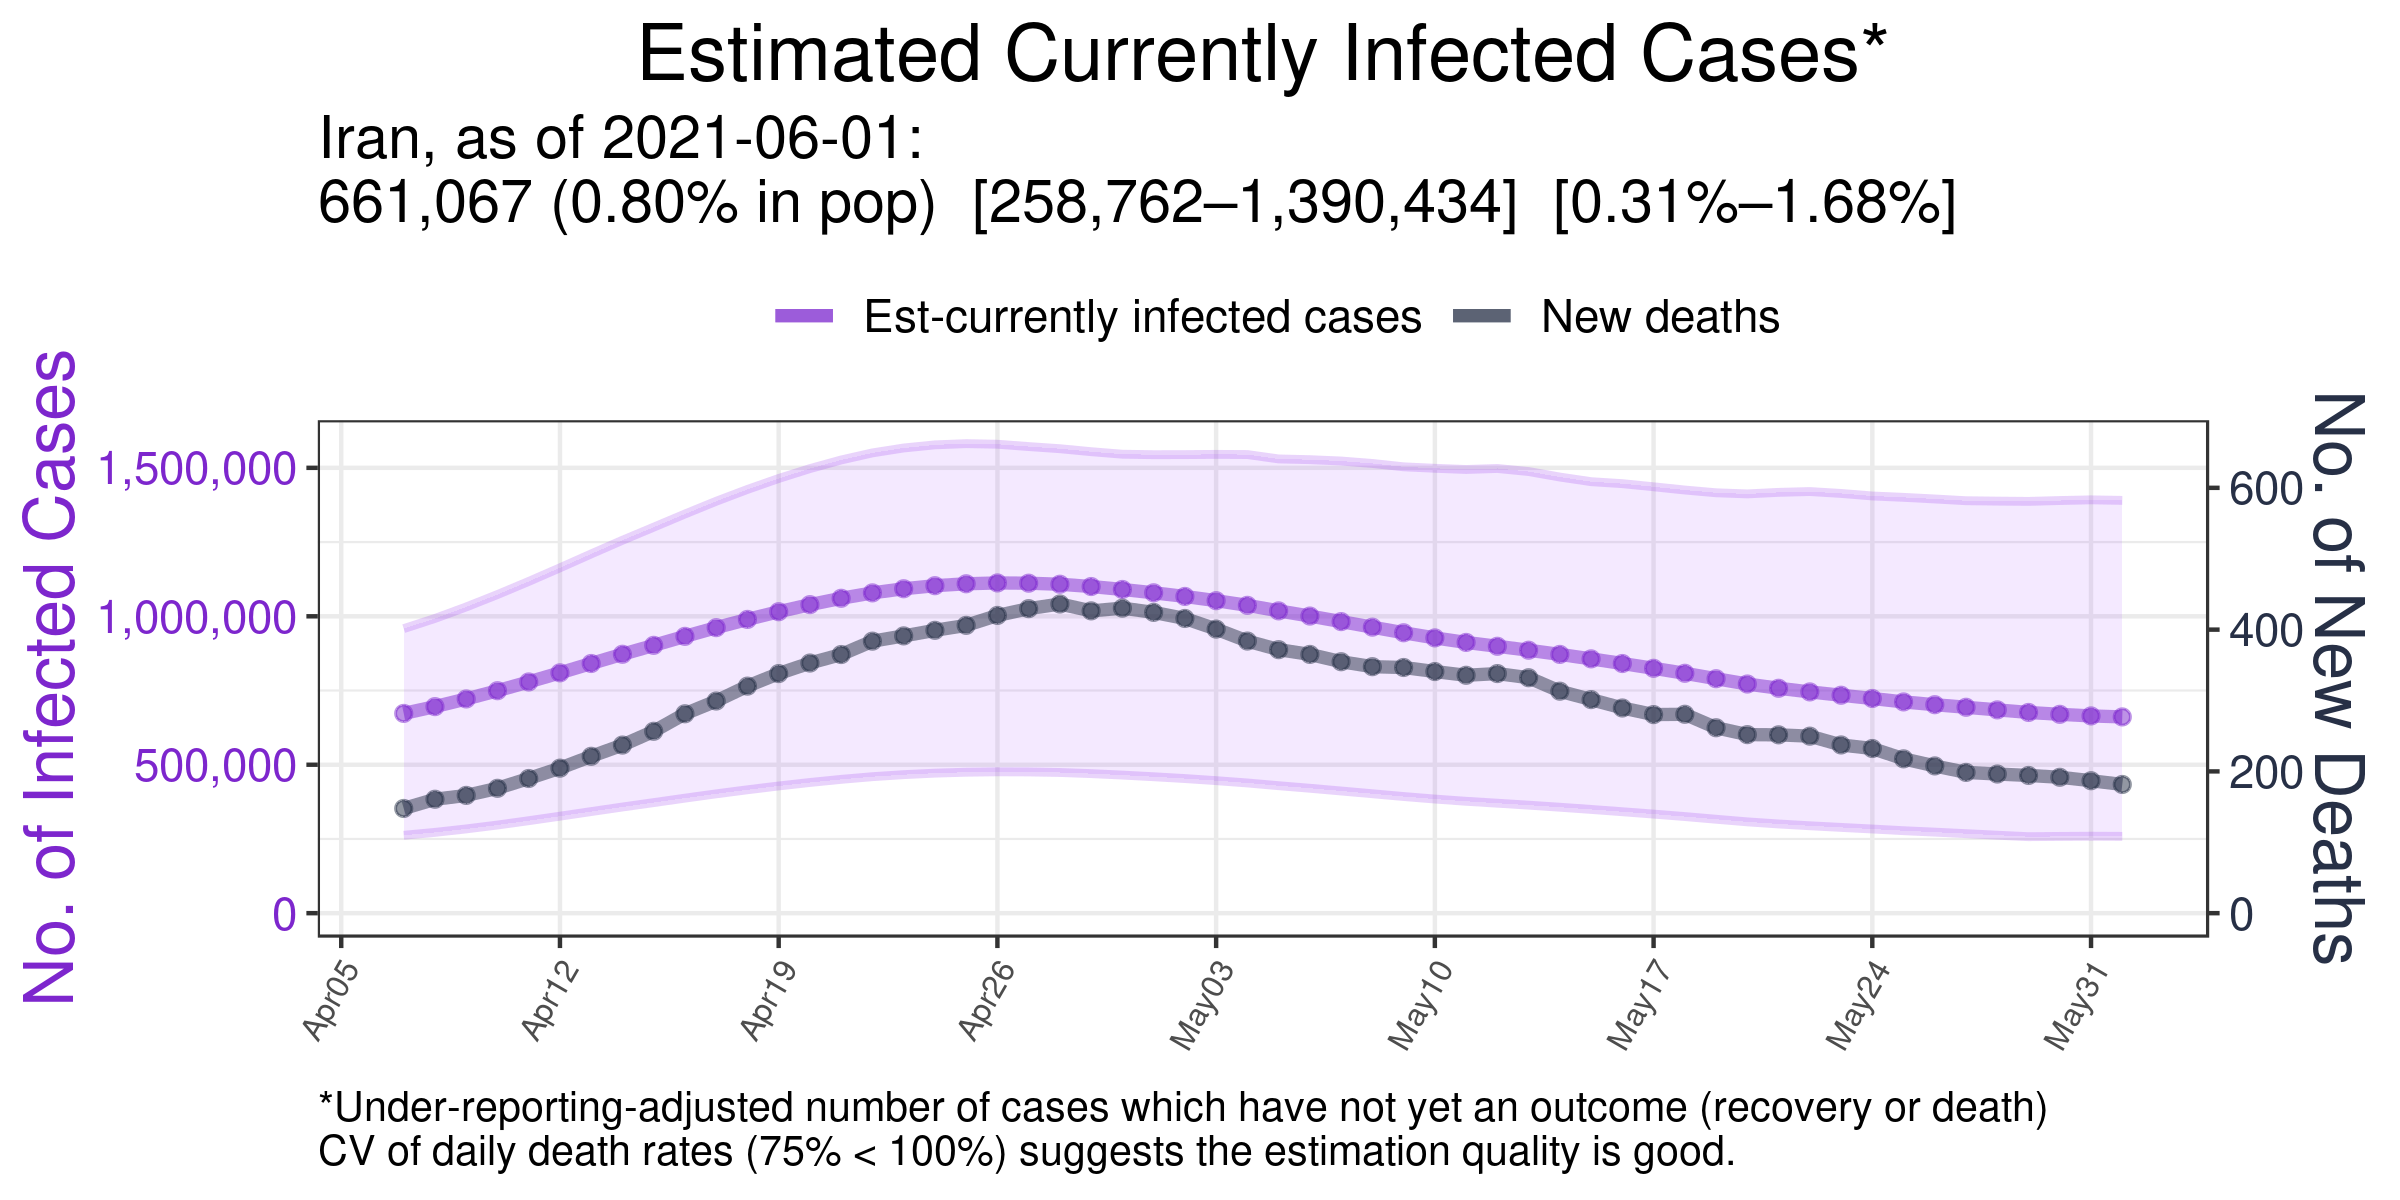 Estimated Currently Infected Cases*
Iran, as of 2021-06-01:
661,067 (0.80% in pop)  [258,762–1,390,434]  [0.31%–1.68%]
Est-currently infected cases
New deaths
No. of Infected Cases
1,500,000
1,000,000
500,000
0
600
400
200
0
No. of New Deaths
Apr05
Apr12
Apr19
Apr26
May03
May10
May17
May24
May31
*Under-reporting-adjusted number of cases which have not yet an outcome (recovery or death)
CV of daily death rates (75% < 100%) suggests the estimation quality is good.